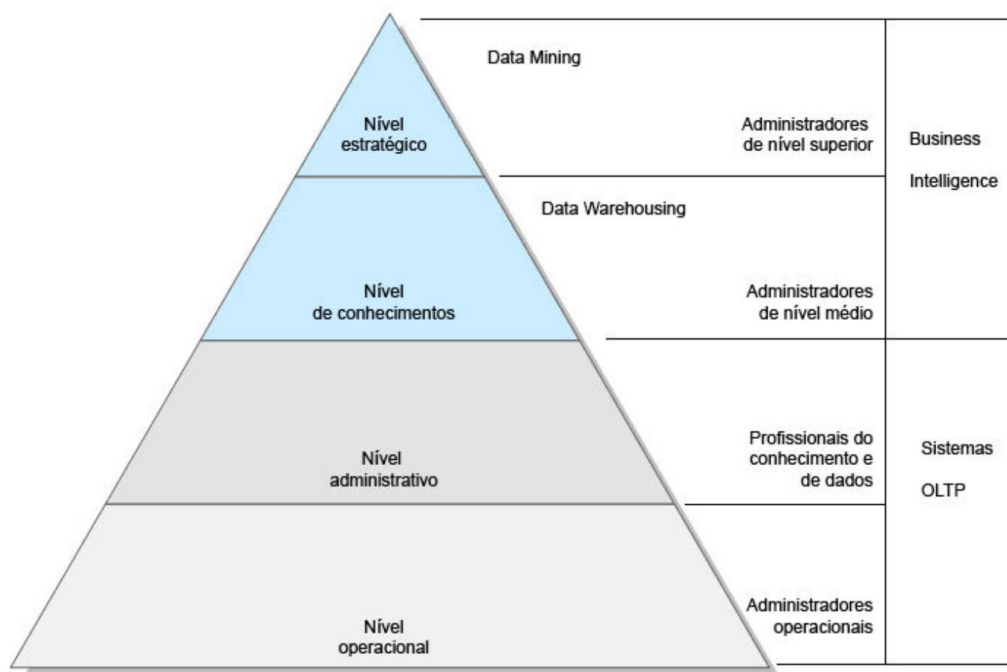 Data Mining
Nível
estratégico
Administradores
de nível superior
Business
Intelligence
Data Warehousing
Nível
de conhecimentos
Administradores
de nível médio
Nível
administrativo
Profissionais do
conhecimento e
de dados
Sistemas
OLTP
Nível
operacional
Administradores
operacionais